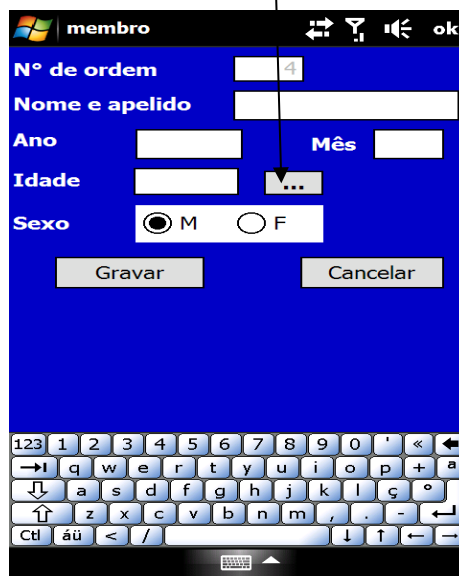 membro ok
Nº de ordem 4
Nome e apelido
Ano Mês
Idade ...
Sexo M F
Gravar Cancelar
123 1 2 3 4 5 6 7 8 9 0 ' «
q w e r t y u i o p + ª
a s d f g h j k l ç º
z x c v b n m , . -
Ctl áü < /